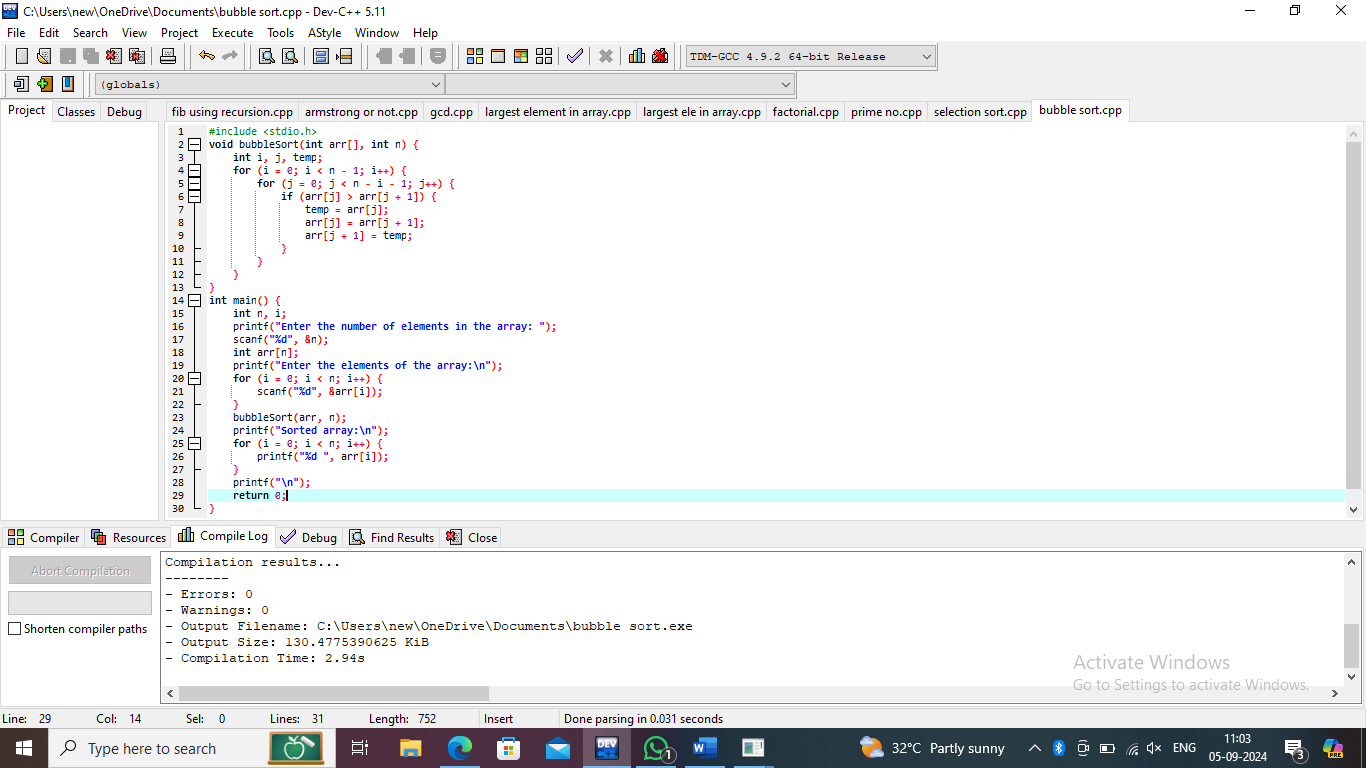 C:\Users\new\OneDrive\Documents\bubble sort.cpp - Dev-C++ 5.11
File Edit Search View Project Execute Tools AStyle Window Help
TDM-GCC 4.9.2 64-bit Release
(globals)
Project Classes Debug
fib using recursion.cpp armstrong or not.cpp gcd.cpp largest element in array.cpp largest ele in array.cpp factorial.cpp prime no.cpp selection sort.cpp bubble sort.cpp
1 #include <stdio.h>
2 void bubbleSort(int arr[], int n) {
3 int i, j, temp;
4 for (i = 0; i < n - 1; i++) {
5 for (j = 0; j < n - i - 1; j++) {
6 if (arr[j] > arr[j + 1]) {
7 temp = arr[j];
8 arr[j] = arr[j + 1];
9 arr[j + 1] = temp;
10 }
11 }
12 }
13 }
14 int main() {
15 int n, i;
16 printf("Enter the number of elements in the array: ");
17 scanf("%d", &n);
18 int arr[n];
19 printf("Enter the elements of the array:\n");
20 for (i = 0; i < n; i++) {
21 scanf("%d", &arr[i]);
22 }
23 bubbleSort(arr, n);
24 printf("Sorted array:\n");
25 for (i = 0; i < n; i++) {
26 printf("%d ", arr[i]);
27 }
28 printf("\n");
29 return 0;
30 }
Compiler Resources Compile Log Debug Find Results Close
Abort Compilation
Shorten compiler paths
Compilation results...
--------
- Errors: 0
- Warnings: 0
- Output Filename: C:\Users\new\OneDrive\Documents\bubble sort.exe
- Output Size: 130.4775390625 KiB
- Compilation Time: 2.94s
Activate Windows
Go to Settings to activate Windows.
Line: 29 Col: 14 Sel: 0 Lines: 31 Length: 752 Insert Done parsing in 0.031 seconds
Type here to search
DEV
1
W
32°C Partly sunny
ENG
11:03
05-09-2024
3
PRE